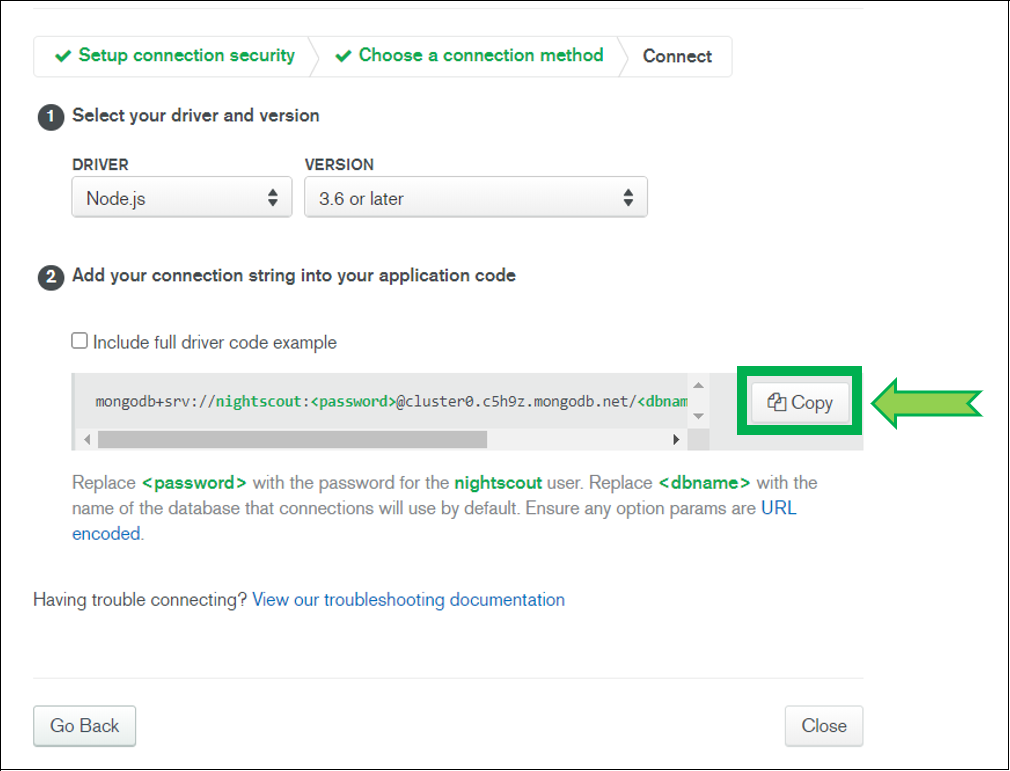 Setup connection security Choose a connection method Connect
1 Select your driver and version
DRIVER VERSION
Node.js 3.6 or later
2 Add your connection string into your application code
Include full driver code example
mongodb+srv://nightscout:<password>@cluster0.c5h9z.mongodb.net/<dbnam
Copy
Replace <password> with the password for the nightscout user. Replace <dbname> with the
name of the database that connections will use by default. Ensure any option params are URL
encoded.
Having trouble connecting? View our troubleshooting documentation
Go Back Close